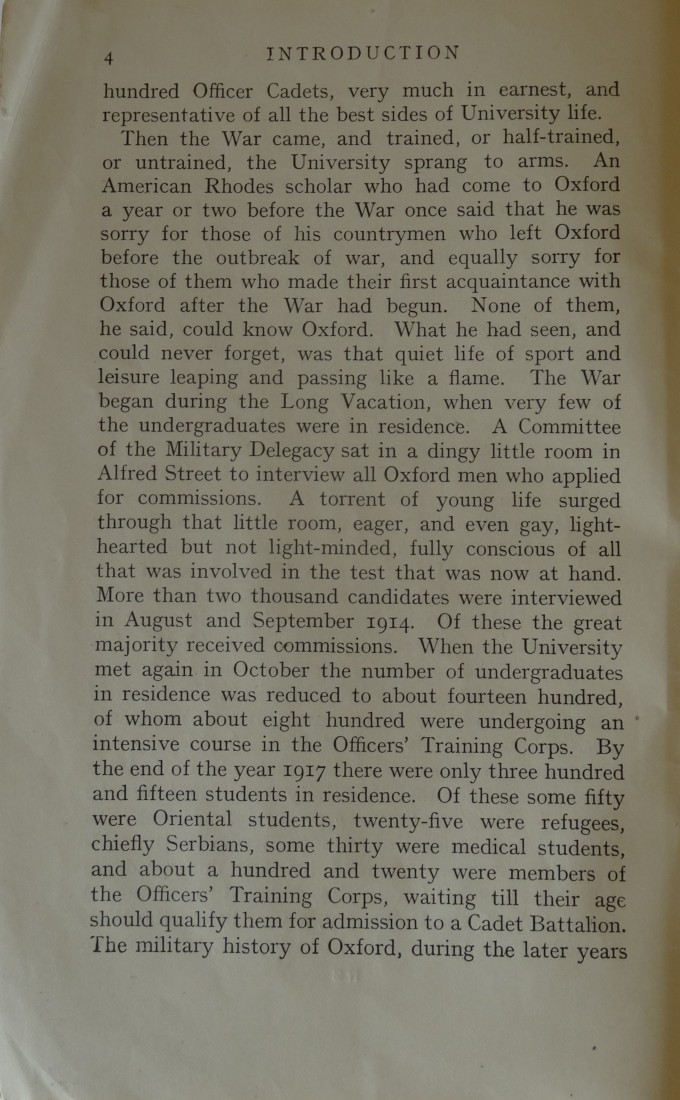 4 INTRODUCTION
hundred Officer Cadets, very much in earnest, and
representative of all the best sides of University life.
Then the War came, and trained, or half-trained,
or untrained, the University sprang to arms. An
American Rhodes scholar who had come to Oxford
a year or two before the War once said that he was
sorry for those of his countrymen who left Oxford
before the outbreak of war, and equally sorry for
those of them who made their first acquaintance with
Oxford after the War had begun. None of them,
he said, could know Oxford. What he had seen, and
could never forget, was that quiet life of sport and
leisure leaping and passing like a flame. The War
began during the Long Vacation, when very few of
the undergraduates were in residence. A Committee
of the Military Delegacy sat in a dingy little room in
Alfred Street to interview all Oxford men who applied
for commissions. A torrent of young life surged
through that little room, eager, and even gay, light-
hearted but not light-minded, fully conscious of all
that was involved in the test that was now at hand.
More than two thousand candidates were interviewed
in August and September 1914. Of these the great
majority received commissions. When the University
met again in October the number of undergraduates
in residence was reduced to about fourteen hundred,
of whom about eight hundred were undergoing an
intensive course in the Officers' Training Corps. By
the end of the year 1917 there were only three hundred
and fifteen students in residence. Of these some fifty
were Oriental students, twenty-five were refugees,
chiefly Serbians, some thirty were medical students,
and about a hundred and twenty were members of
the Officers' Training Corps, waiting till their age
should qualify them for admission to a Cadet Battalion.
The military history of Oxford, during the later years